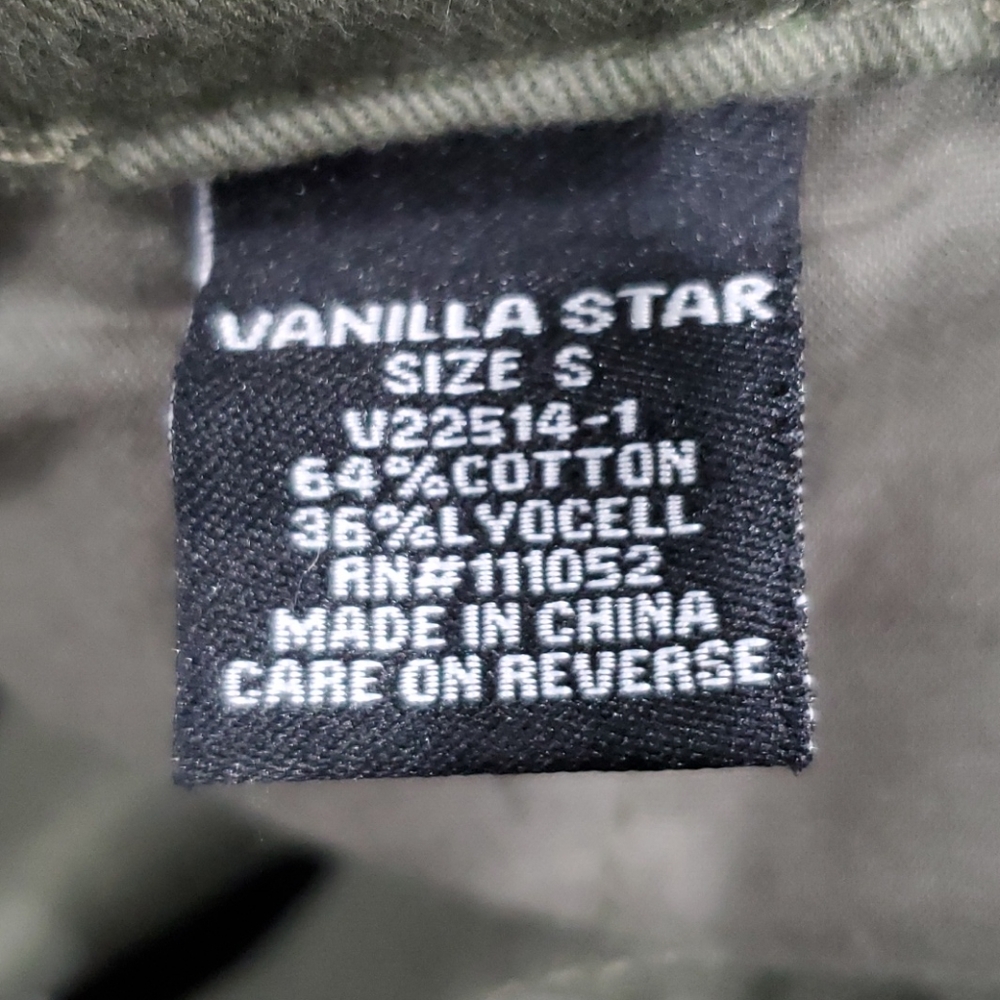 VANILLA STAR
SIZE S
V22514-1
64%COTTON
36%LYOCELL
RN#111052
MADE IN CHINA
CARE ON REVERSE